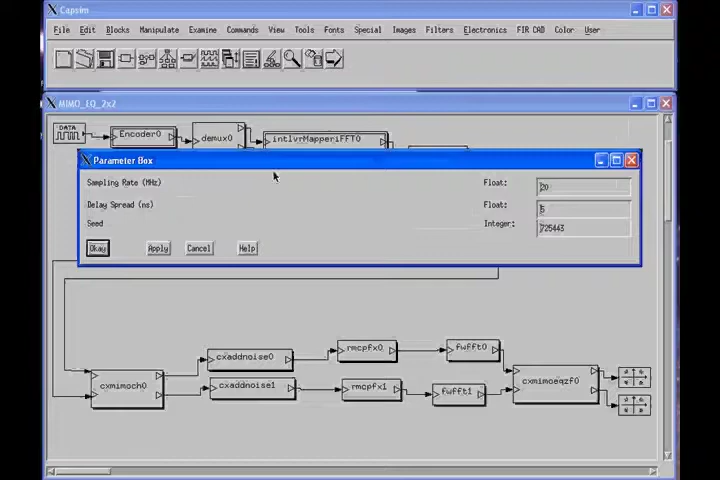 Capsim
File Edit Blocks Manipulate Examine Commands View Tools Fonts Special Images Filters Electronics FIR CAD Color User
MIMO_EQ_2x2
DATA
Encoder0
demux0
intlvrMapperiFFT0
Parameter Box
Sampling Rate (MHz) Float: 20
Delay Spread (ns) Float: 5
Seed Integer: 725443
Okay Apply Cancel Help
cxmimoch0
cxaddnoise0
rmcpfx0
fwfft0
cxaddnoise1
rmcpfx1
fwfft1
cxmimoeqzf0